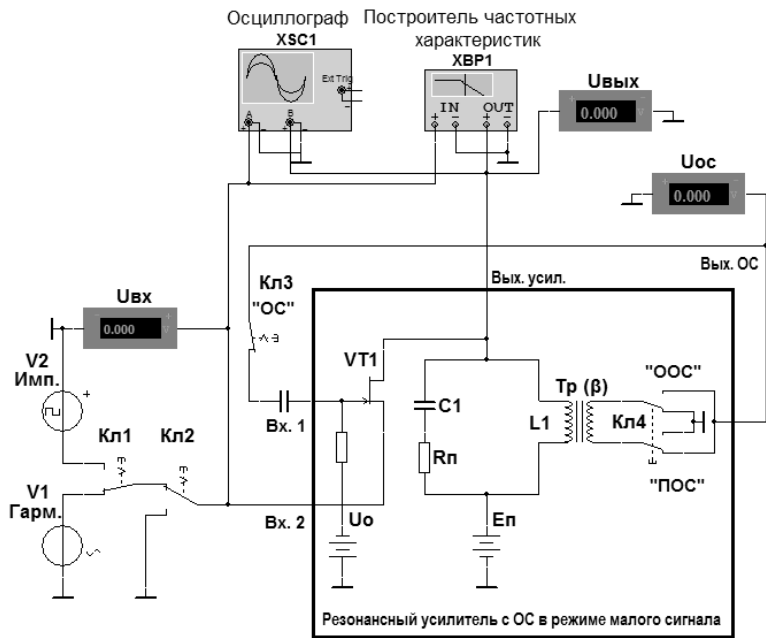 Осциллограф
XSC1
Построитель частотных
характеристик
XBP1
Ext Trig
+
−
A
B
+ − + −
IN OUT
+ − + −
Uвых
+ −
0.000 V
Uос
+ −
0.000 V
Вых. ОС
Вых. усил.
Кл3
"ОС"
Uвх
+ −
0.000 V
V2
Имп.
+
Кл1
Кл2
V1
Гарм.
Вх. 1
Вх. 2
VT1
C1
Rп
L1
Тр (β)
"ООС"
Кл4
"ПОС"
Uо
Еп
Резонансный усилитель с ОС в режиме малого сигнала